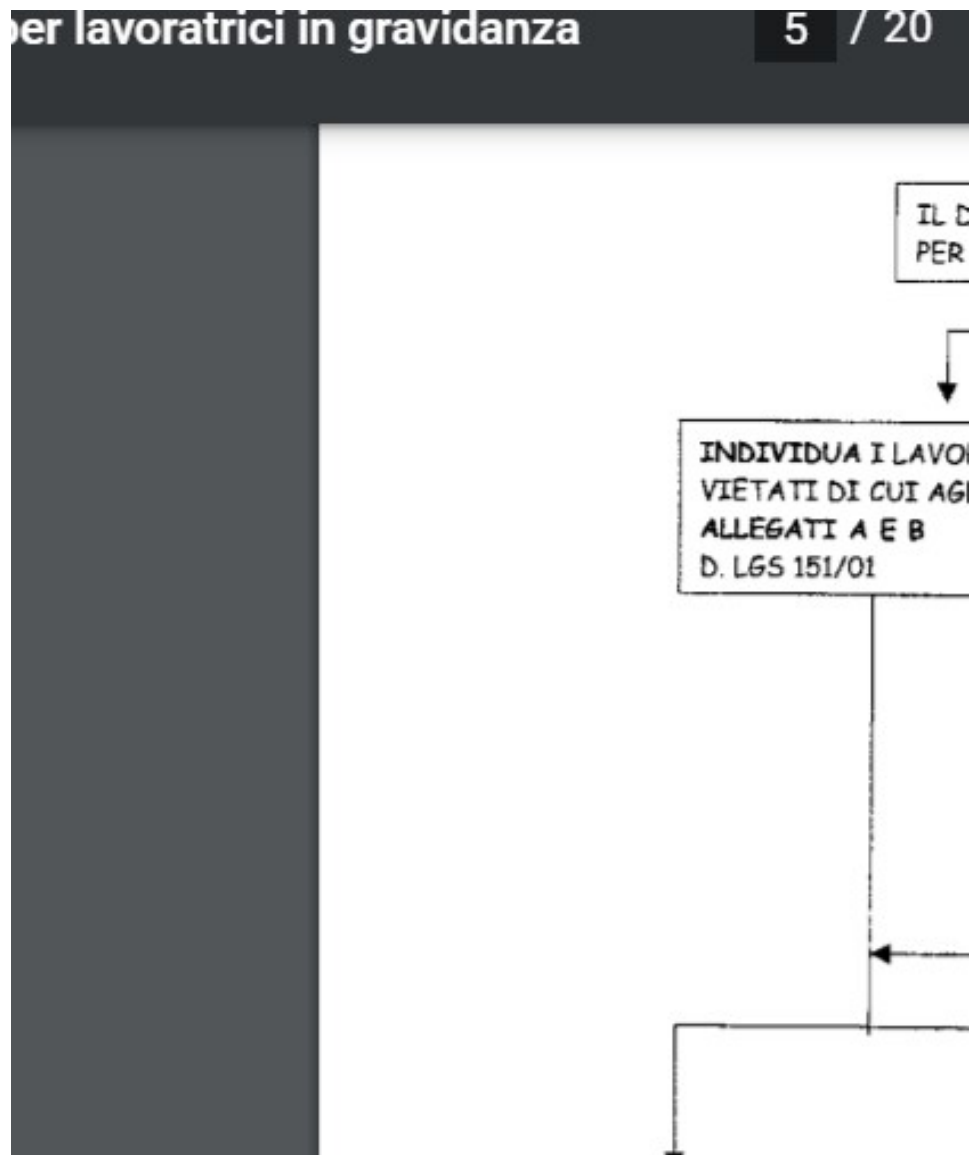 per lavoratrici in gravidanza 5 / 20
IL D
PER
INDIVIDUA I LAVO
VIETATI DI CUI AG
ALLEGATI A E B
D. LGS 151/01